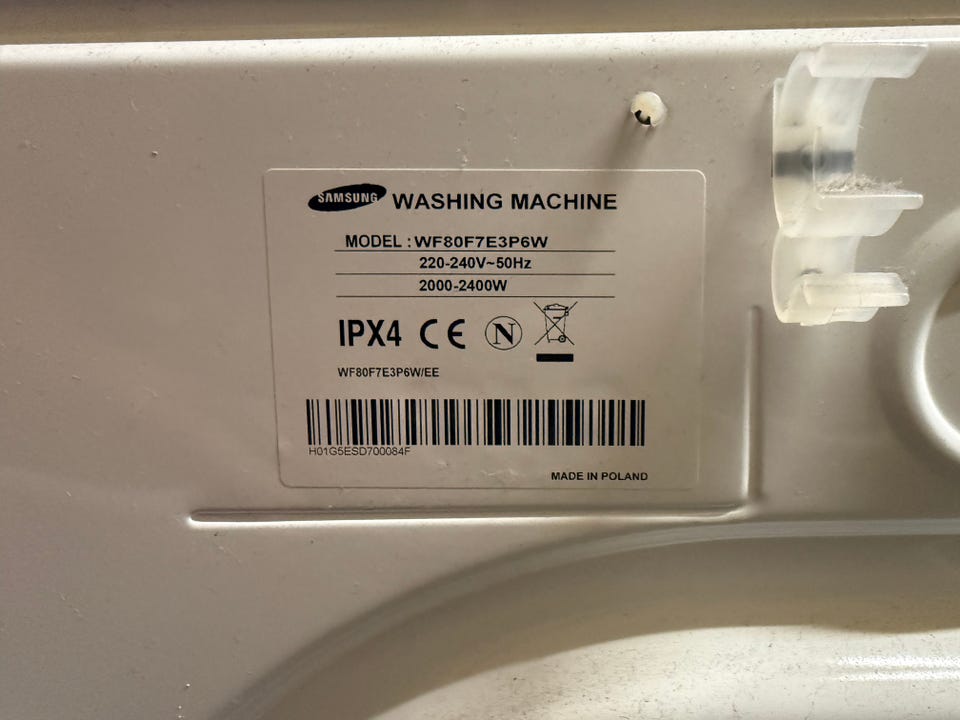 SAMSUNG WASHING MACHINE
MODEL : WF80F7E3P6W
220-240V~50Hz
2000-2400W
IPX4 CE N
WF80F7E3P6W/EE
H01G5ESD700084F
MADE IN POLAND